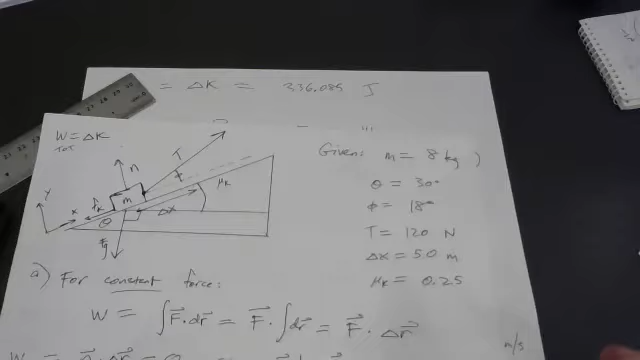 = ΔK = 336.085 J
W = ΔK
TOT
Given: m = 8 kg
θ = 30°
φ = 18°
T = 120 N
Δx = 5.0 m
μk = 0.25
T
n
fk
m
μk
y
x
θ
Δx
Fg
a) For constant force:
W = ∫F⃗·dr⃗ = F⃗·∫dr⃗ = F⃗·Δr⃗
m/s